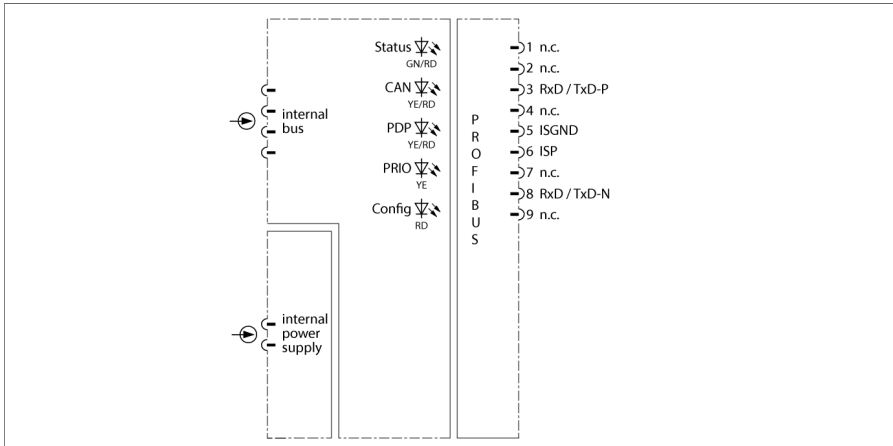 Status
GN/RD
CAN
YE/RD
PDP
YE/RD
PRIO
YE
Config
RD
internal
bus
internal
power
supply
PROFIBUS
1 n.c.
2 n.c.
3 RxD / TxD-P
4 n.c.
5 ISGND
6 ISP
7 n.c.
8 RxD / TxD-N
9 n.c.